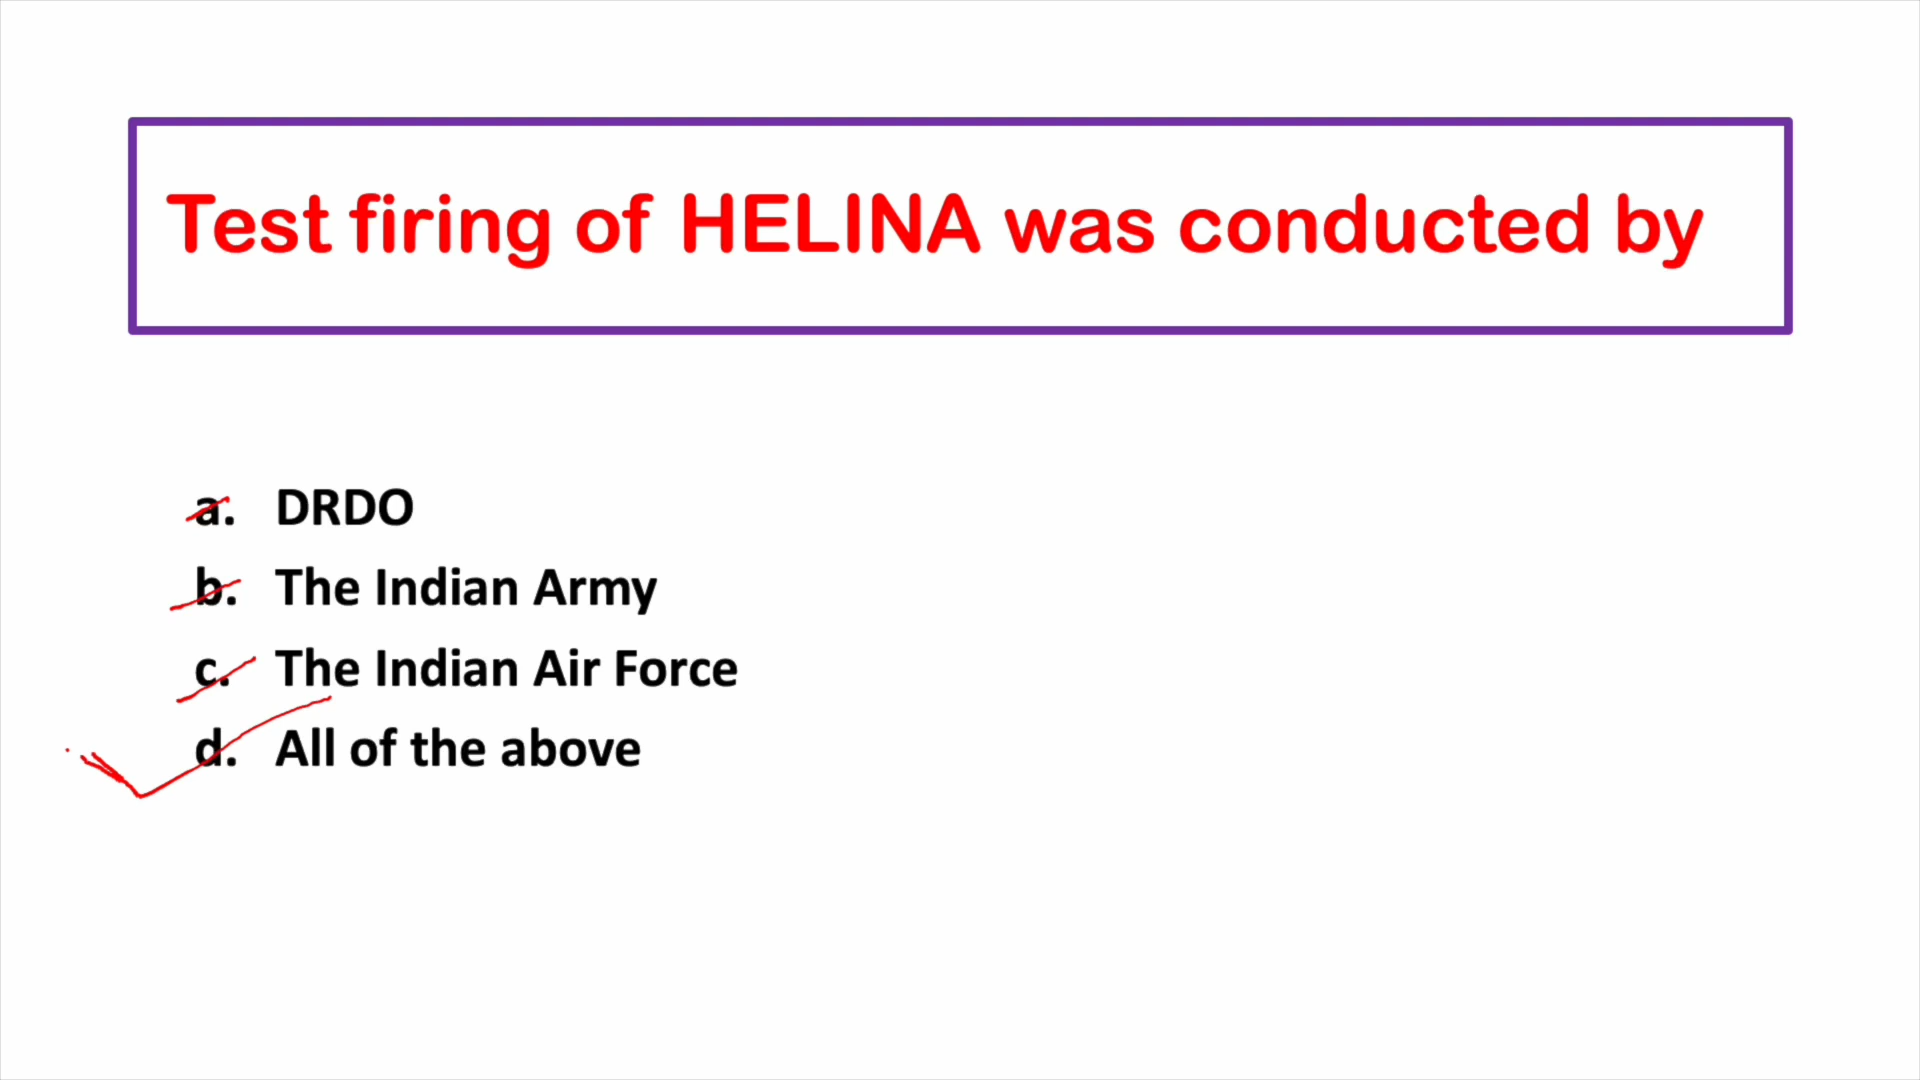 Test firing of HELINA was conducted by
a. DRDO
b. The Indian Army
c. The Indian Air Force
d. All of the above